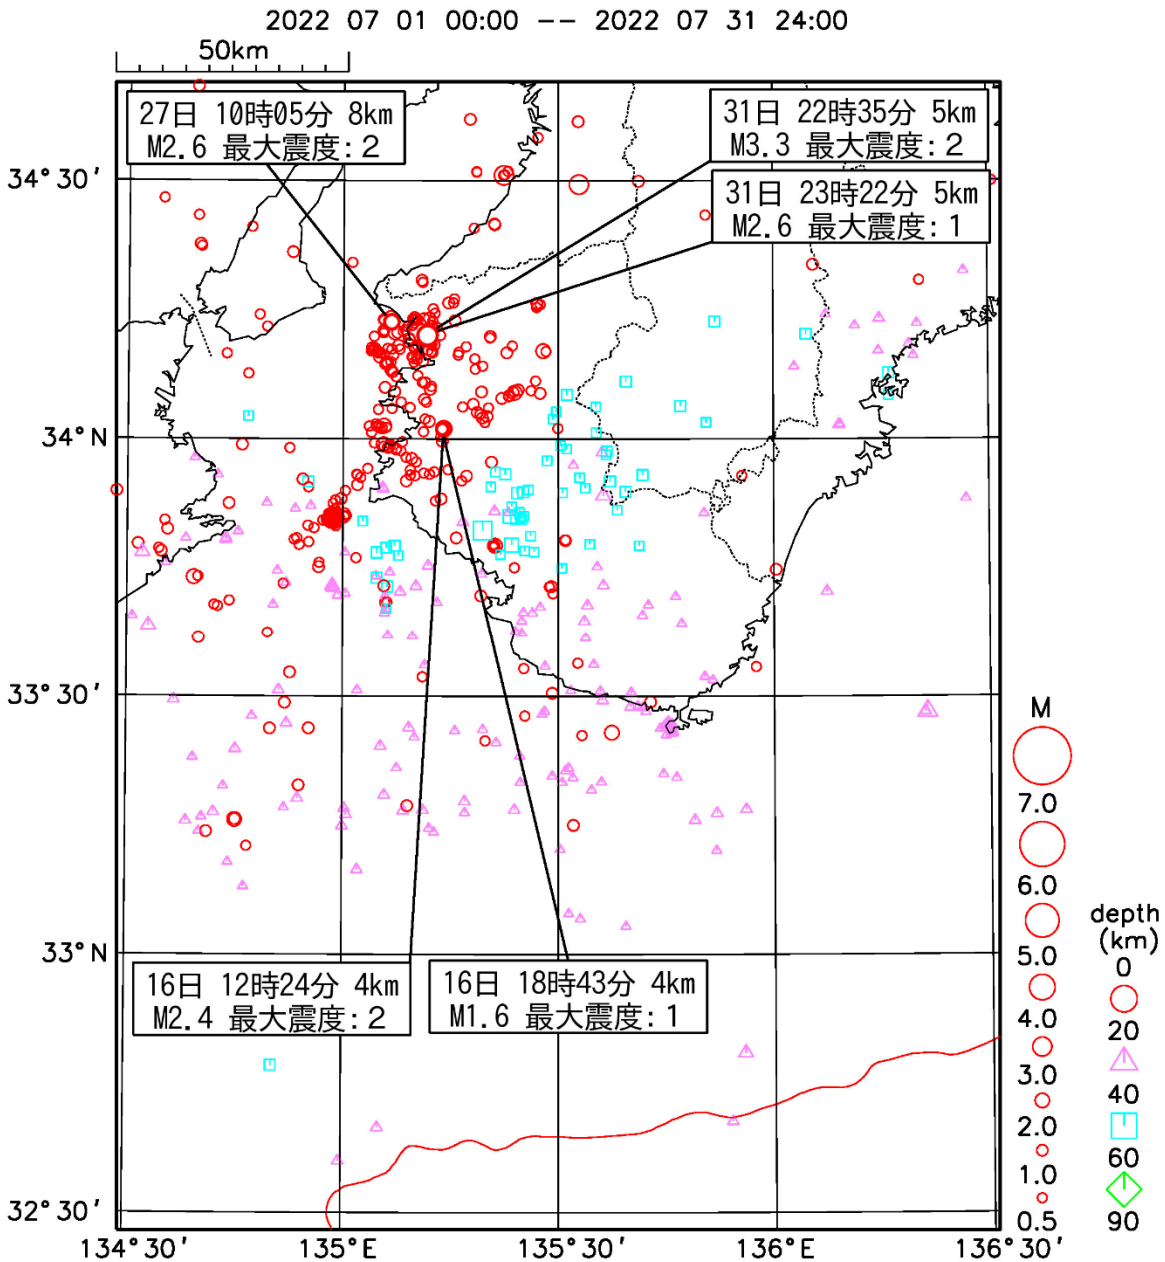 2022 07 01 00:00 -- 2022 07 31 24:00
50km
27日 10時05分 8km
M2.6 最大震度:2
31日 22時35分 5km
M3.3 最大震度:2
31日 23時22分 5km
M2.6 最大震度:1
34°30'
34°N
33°30'
33°N
32°30'
16日 12時24分 4km
M2.4 最大震度:2
16日 18時43分 4km
M1.6 最大震度:1
134°30'
135°E
135°30'
136°E
136°30'
M
7.0
6.0
5.0
4.0
3.0
2.0
1.0
0.5
depth
(km)
0
20
40
60
90